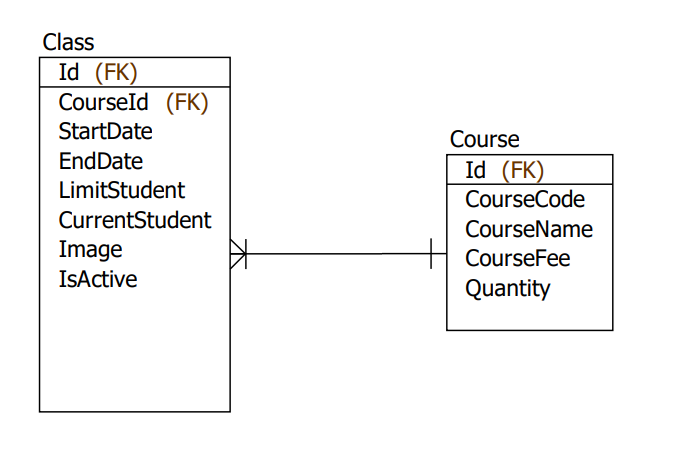 Class
Id (FK)
CourseId (FK)
StartDate
EndDate
LimitStudent
CurrentStudent
Image
IsActive
Course
Id (FK)
CourseCode
CourseName
CourseFee
Quantity